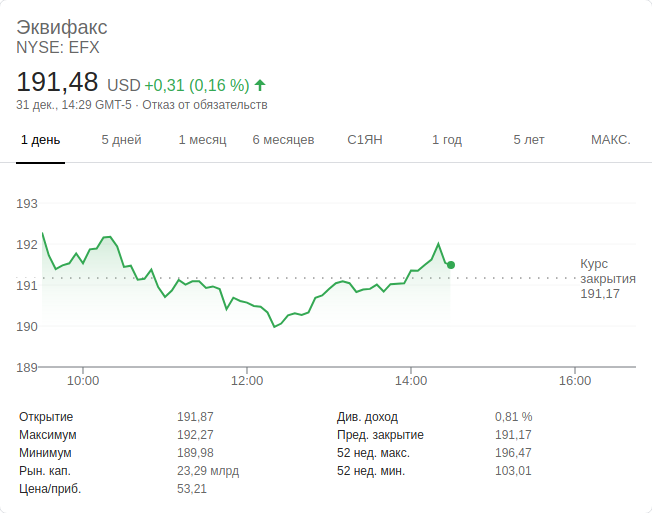 Эквифакс
NYSE: EFX
191,48 USD +0,31 (0,16 %)
31 дек., 14:29 GMT-5 · Отказ от обязательств
1 день 5 дней 1 месяц 6 месяцев С1ЯН 1 год 5 лет МАКС.
193
192
191
190
189
Курс
закрытия
191,17
10:00 12:00 14:00 16:00
Открытие 191,87 Див. доход 0,81 %
Максимум 192,27 Пред. закрытие 191,17
Минимум 189,98 52 нед. макс. 196,47
Рын. кап. 23,29 млрд 52 нед. мин. 103,01
Цена/приб. 53,21